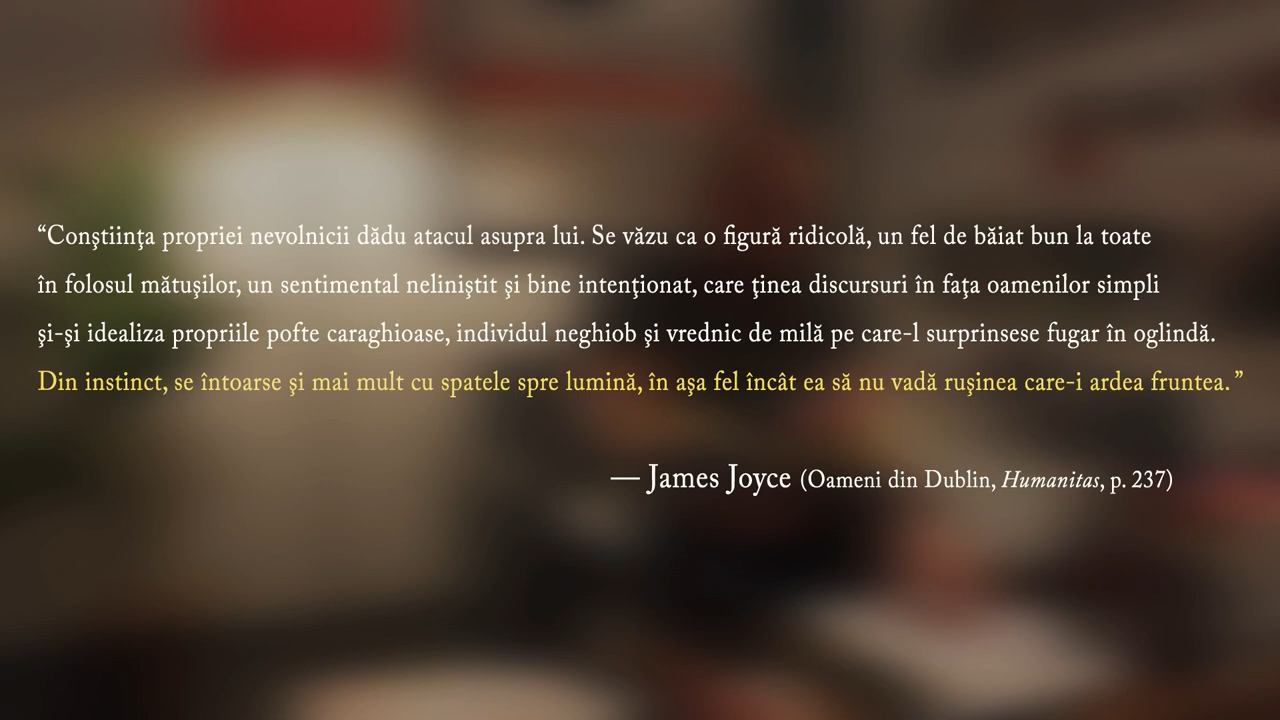 “Conştiinţa propriei nevolnicii dădu atacul asupra lui. Se văzu ca o figură ridicolă, un fel de băiat bun la toate
în folosul mătuşilor, un sentimental neliniştit şi bine intenţionat, care ţinea discursuri în faţa oamenilor simpli
şi-şi idealiza propriile pofte caraghioase, individul neghiob şi vrednic de milă pe care-l surprinsese fugar în oglindă.
Din instinct, se întoarse şi mai mult cu spatele spre lumină, în aşa fel încât ea să nu vadă ruşinea care-i ardea fruntea. ”
— James Joyce (Oameni din Dublin, Humanitas, p. 237)